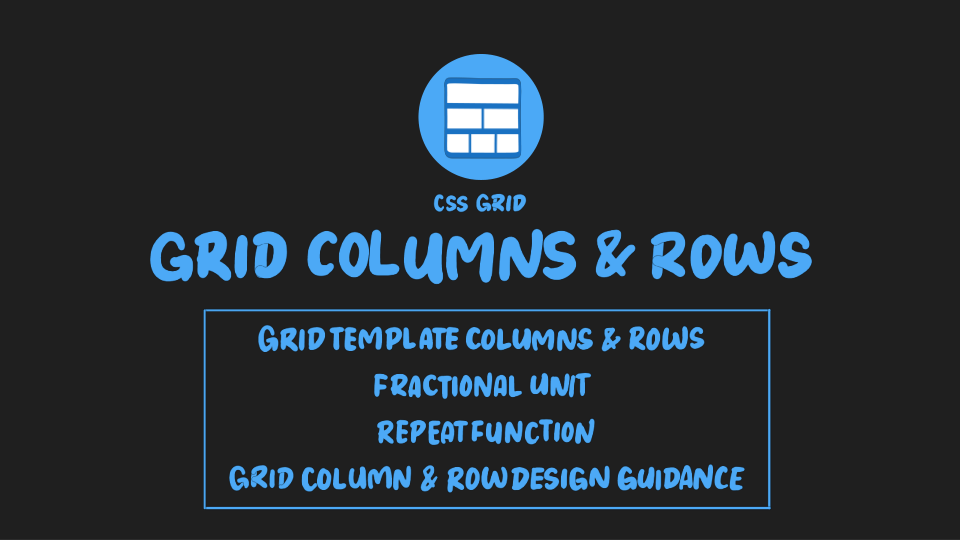 CSS GRID
GRID COLUMNS & ROWS
GRID TEMPLATE COLUMNS & ROWS
FRACTIONAL UNIT
REPEAT FUNCTION
GRID COLUMN & ROW DESIGN GUIDANCE